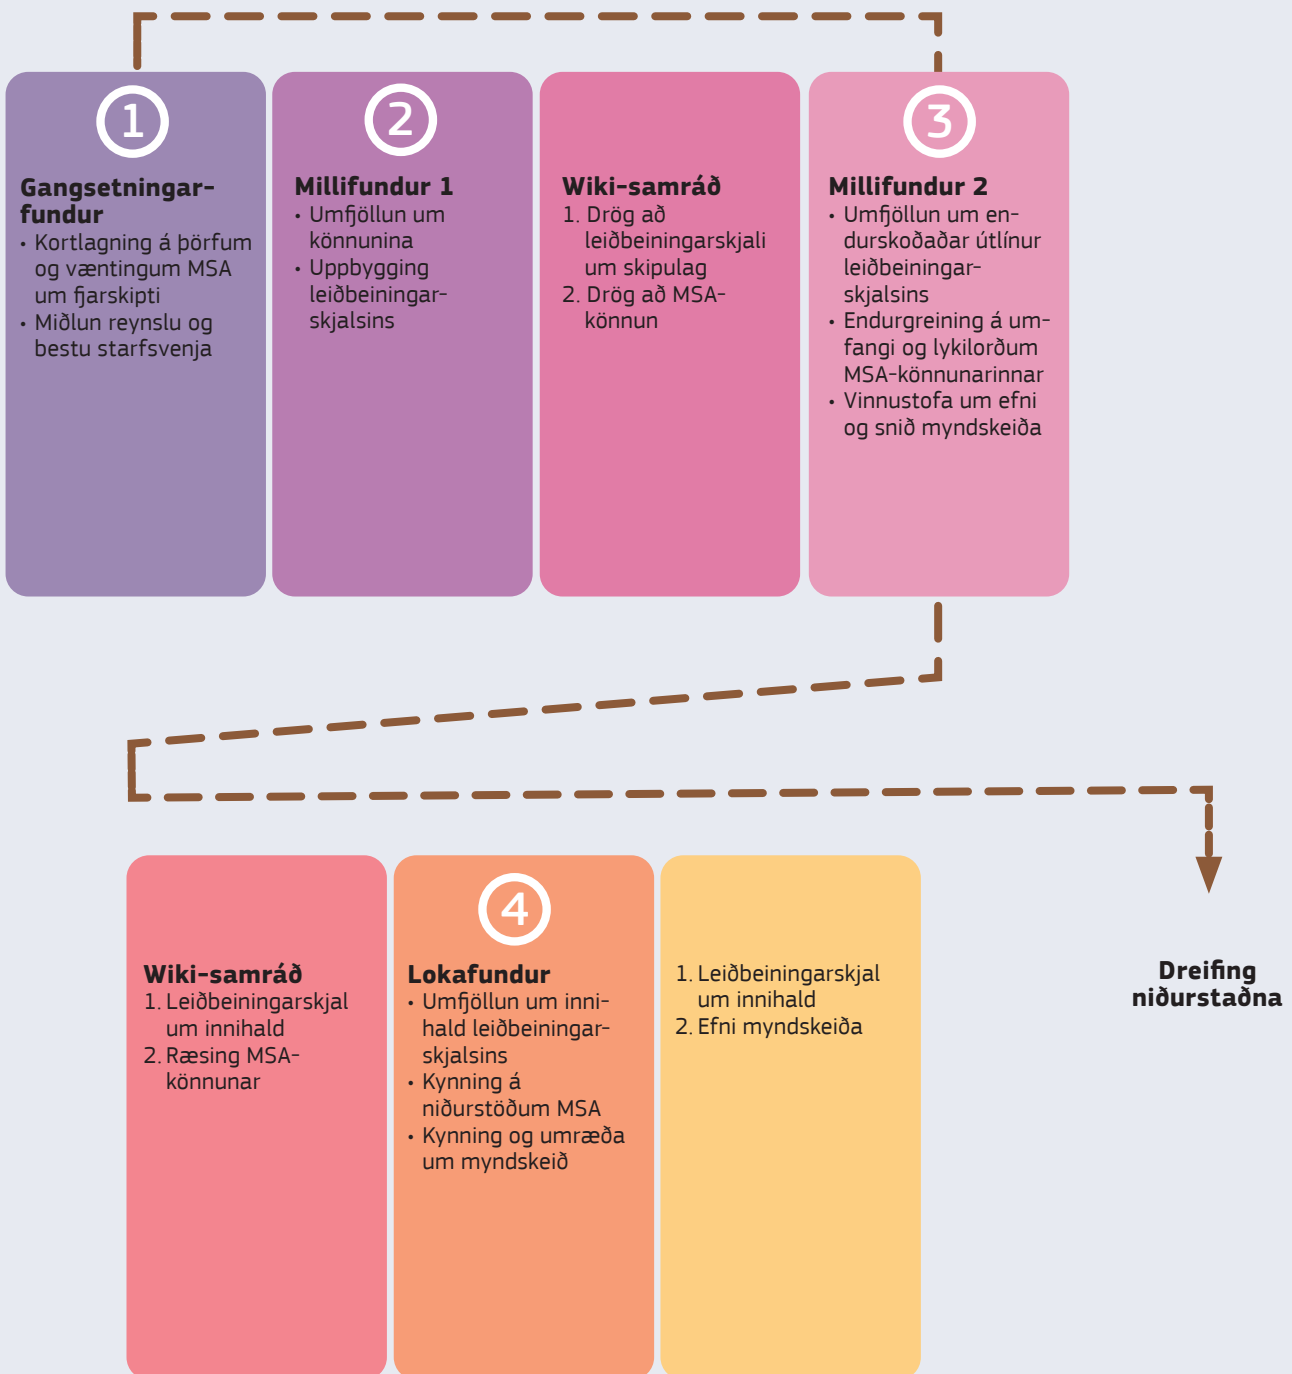 1
Gangsetningar-
fundur
• Kortlagning á þörfum
og væntingum MSA
um fjarskipti
• Miðlun reynslu og
bestu starfsvenja
2
Millifundur 1
• Umfjöllun um
könnunina
• Uppbygging
leiðbeiningar-
skjalsins
Wiki-samráð
1. Drög að
leiðbeiningarskjali
um skipulag
2. Drög að MSA-
könnun
3
Millifundur 2
• Umfjöllun um en-
durskoðaðar útlínur
leiðbeiningar-
skjalsins
• Endurgreining á um-
fangi og lykilorðum
MSA-könnunarinnar
• Vinnustofa um efni
og snið myndskeiða
Wiki-samráð
1. Leiðbeiningarskjal
um innihald
2. Ræsing MSA-
könnunar
4
Lokafundur
• Umfjöllun um inni-
hald leiðbeiningar-
skjalsins
• Kynning á
niðurstöðum MSA
• Kynning og umræða
um myndskeið
1. Leiðbeiningarskjal
um innihald
2. Efni myndskeiða
Dreifing
niðurstaðna